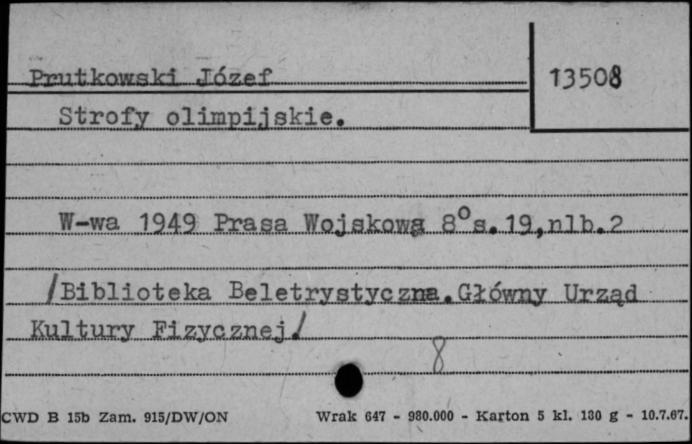 Prutkowski Józef
13508
Strofy olimpijskie.
W-wa 1949 Prasa Wojskowa 8° s.19,nlb.2
/Biblioteka Beletrystyczna.Główny Urząd
Kultury Fizycznej/
8
CWD B 15b Zam. 915/DW/ON Wrak 647 - 980.000 - Karton 5 kl. 130 g - 10.7.67.